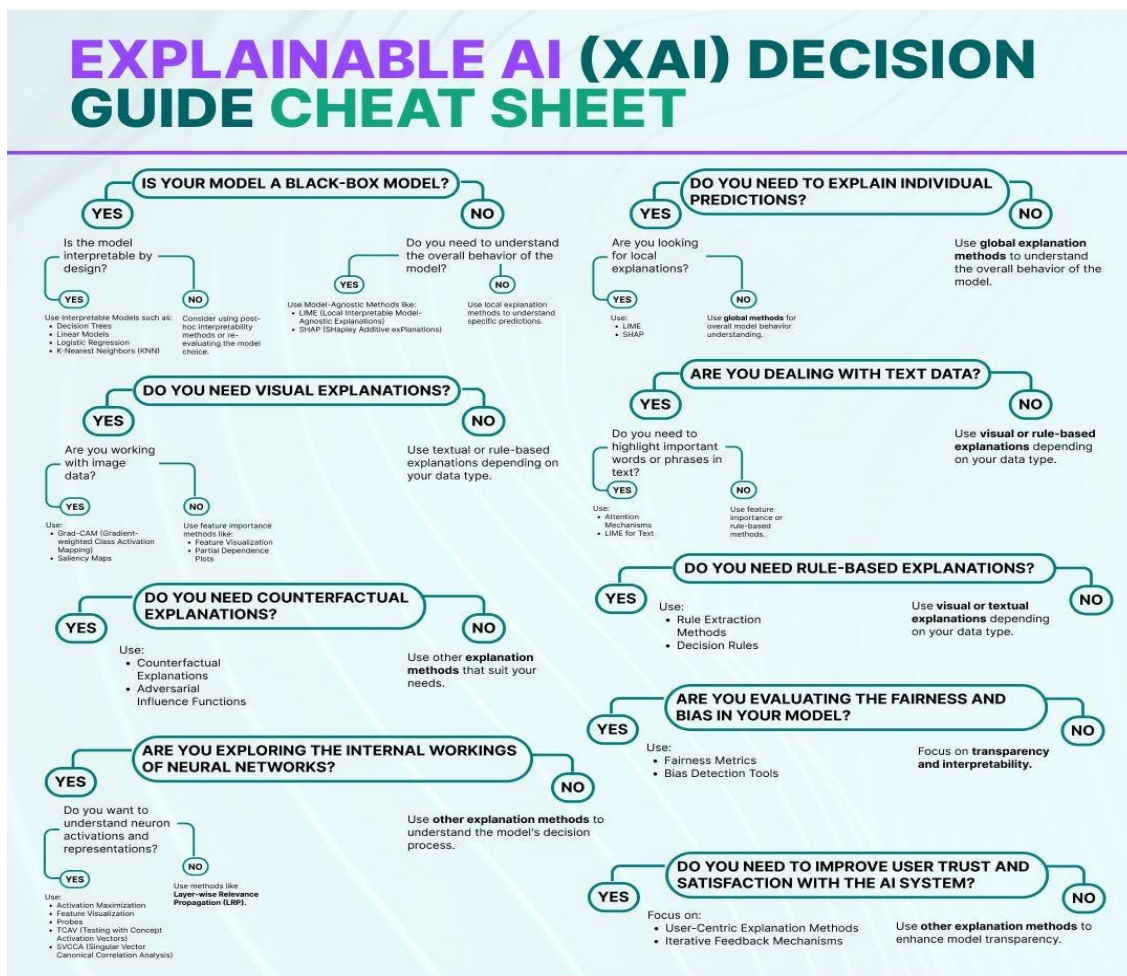 EXPLAINABLE AI (XAI) DECISION
GUIDE CHEAT SHEET
IS YOUR MODEL A BLACK-BOX MODEL?
YES
NO
Is the model
interpretable by
design?
YES
NO
Use Interpretable Models such as:
• Decision Trees
• Linear Models
• Logistic Regression
• K-Nearest Neighbors (KNN)
Consider using post-
hoc interpretability
methods or re-
evaluating the model
choice.
Do you need to understand
the overall behavior of the
model?
YES
NO
Use Model-Agnostic Methods like:
• LIME (Local Interpretable Model-
Agnostic Explanations)
• SHAP (SHapley Additive exPlanations)
Use local explanation
methods to understand
specific predictions.
DO YOU NEED VISUAL EXPLANATIONS?
YES
NO
Are you working
with image
data?
YES
NO
Use:
• Grad-CAM (Gradient-
weighted Class Activation
Mapping)
• Saliency Maps
Use feature importance
methods like:
• Feature Visualization
• Partial Dependence
Plots
Use textual or rule-based
explanations depending on
your data type.
DO YOU NEED COUNTERFACTUAL
EXPLANATIONS?
YES
NO
Use:
• Counterfactual
Explanations
• Adversarial
Influence Functions
Use other explanation
methods that suit your
needs.
ARE YOU EXPLORING THE INTERNAL WORKINGS
OF NEURAL NETWORKS?
YES
NO
Do you want to
understand neuron
activations and
representations?
YES
NO
Use:
• Activation Maximization
• Feature Visualization
• Probes
• TCAV (Testing with Concept
Activation Vectors)
• SVCCA (Singular Vector
Canonical Correlation Analysis)
Use methods like
Layer-wise Relevance
Propagation (LRP).
Use other explanation methods to
understand the model's decision
process.
DO YOU NEED TO EXPLAIN INDIVIDUAL
PREDICTIONS?
YES
NO
Are you looking
for local
explanations?
YES
NO
Use:
• LIME
• SHAP
Use global methods for
overall model behavior
understanding.
Use global explanation
methods to understand
the overall behavior of the
model.
ARE YOU DEALING WITH TEXT DATA?
YES
NO
Do you need to
highlight important
words or phrases in
text?
YES
NO
Use:
• Attention
Mechanisms
• LIME for Text
Use feature
importance or
rule-based
methods.
Use visual or rule-based
explanations depending
on your data type.
DO YOU NEED RULE-BASED EXPLANATIONS?
YES
NO
Use:
• Rule Extraction
Methods
• Decision Rules
Use visual or textual
explanations depending
on your data type.
ARE YOU EVALUATING THE FAIRNESS AND
BIAS IN YOUR MODEL?
YES
NO
Use:
• Fairness Metrics
• Bias Detection Tools
Focus on transparency
and interpretability.
DO YOU NEED TO IMPROVE USER TRUST AND
SATISFACTION WITH THE AI SYSTEM?
YES
NO
Focus on:
• User-Centric Explanation Methods
• Iterative Feedback Mechanisms
Use other explanation methods to
enhance model transparency.